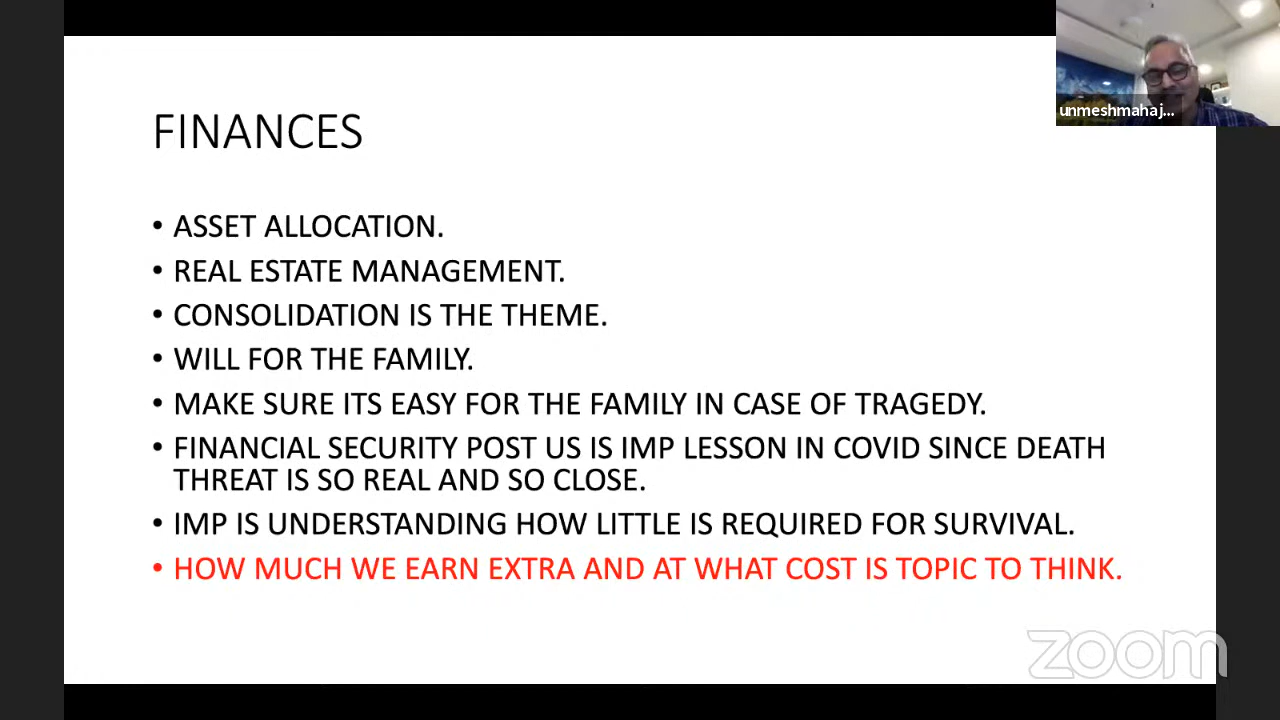 unmeshmahaj...
FINANCES
• ASSET ALLOCATION.
• REAL ESTATE MANAGEMENT.
• CONSOLIDATION IS THE THEME.
• WILL FOR THE FAMILY.
• MAKE SURE ITS EASY FOR THE FAMILY IN CASE OF TRAGEDY.
• FINANCIAL SECURITY POST US IS IMP LESSON IN COVID SINCE DEATH
THREAT IS SO REAL AND SO CLOSE.
• IMP IS UNDERSTANDING HOW LITTLE IS REQUIRED FOR SURVIVAL.
• HOW MUCH WE EARN EXTRA AND AT WHAT COST IS TOPIC TO THINK.
zoom